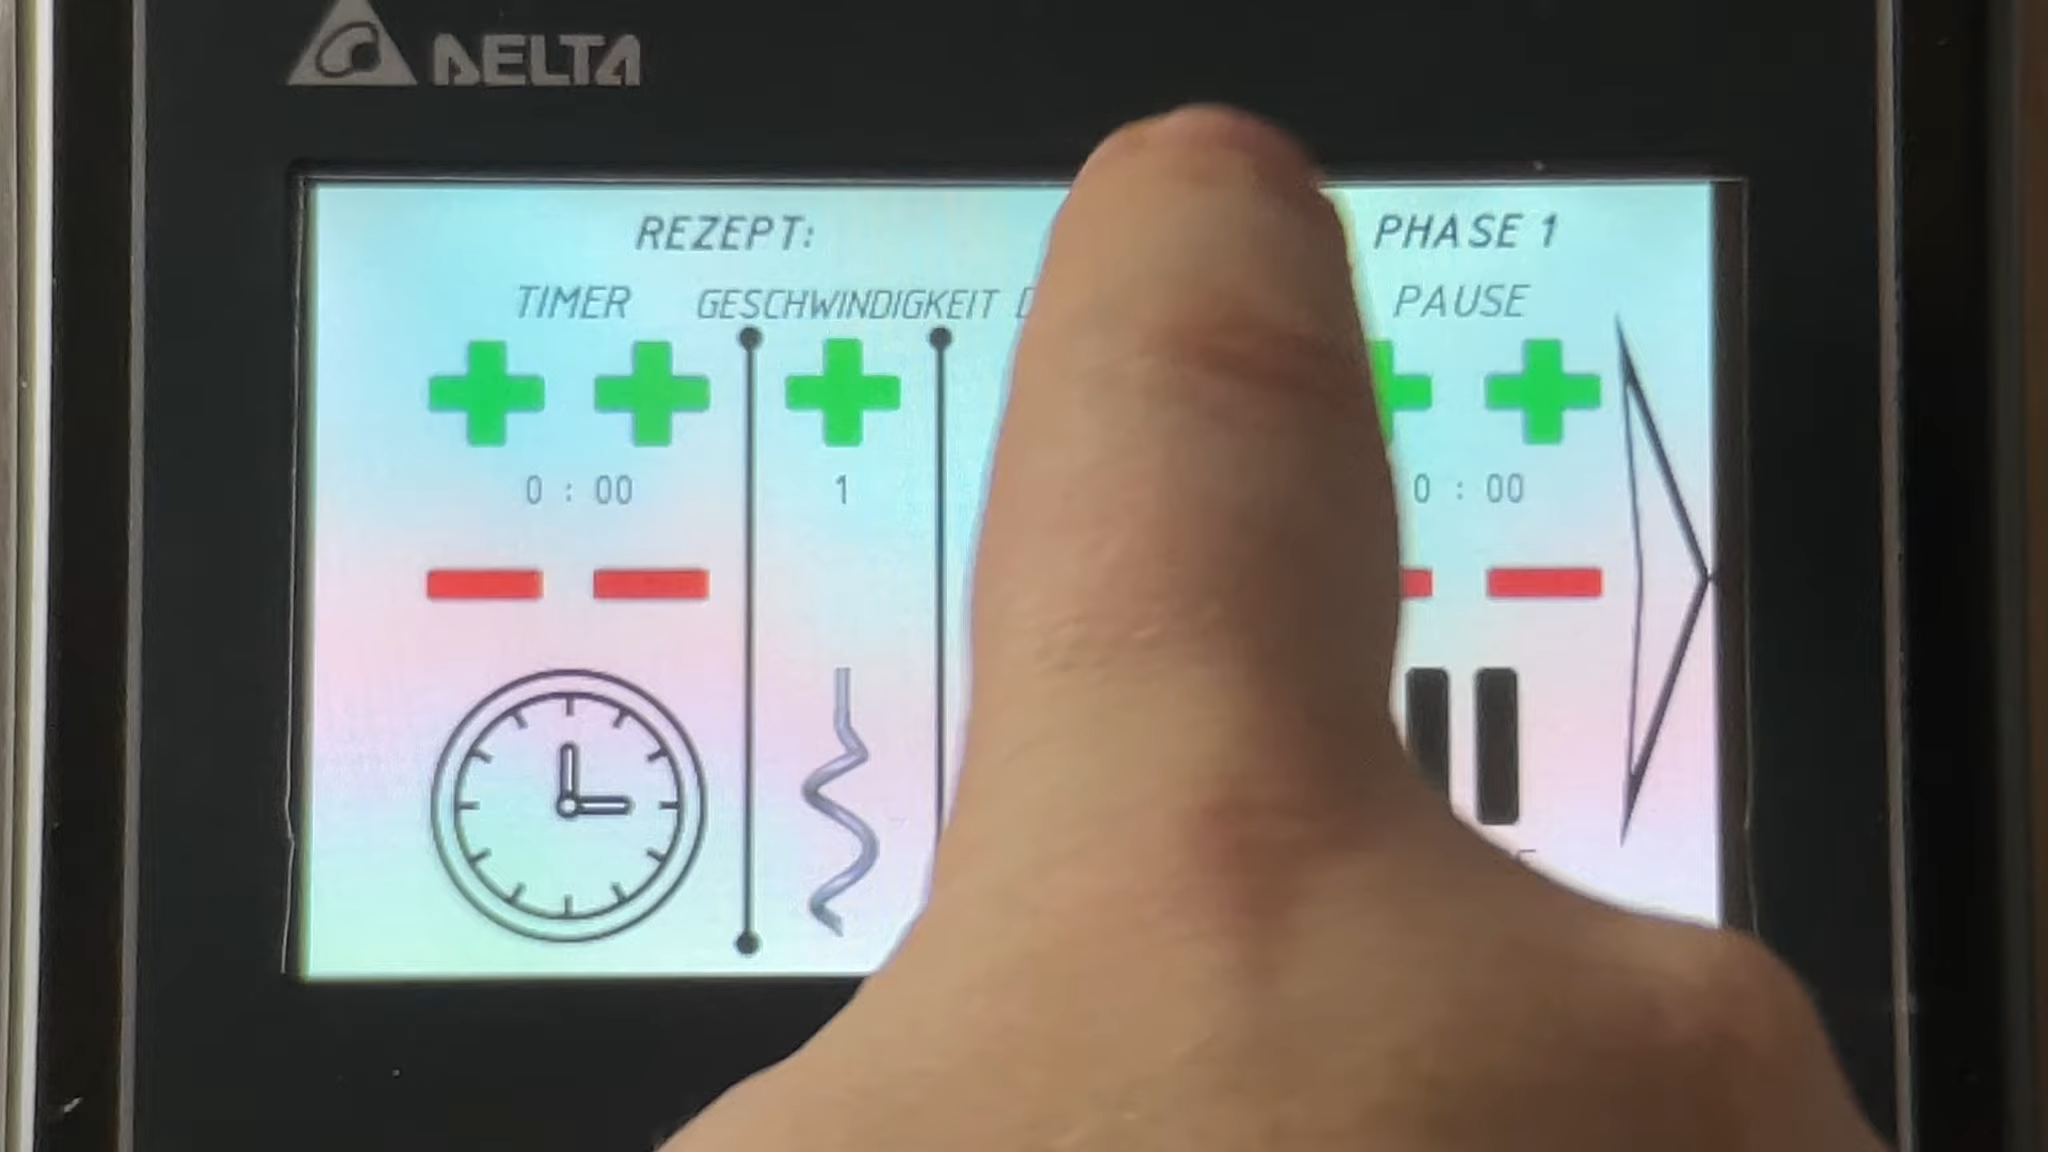 DELTA
REZEPT: PHASE 1
TIMER GESCHWINDIGKEIT PAUSE
0 : 00 1 0 : 00